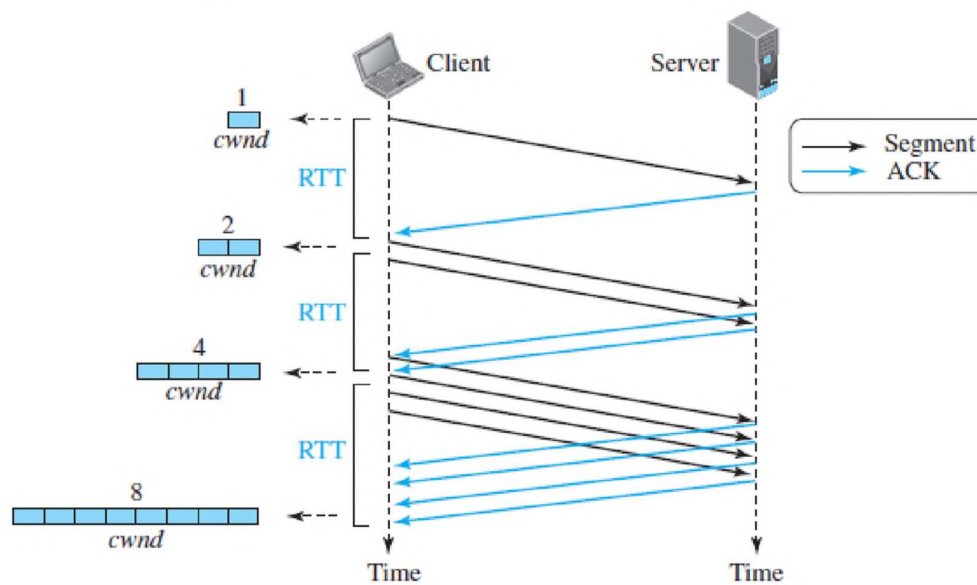 Client
Server
1
cwnd
Segment
ACK
RTT
2
cwnd
RTT
4
cwnd
RTT
8
cwnd
Time
Time